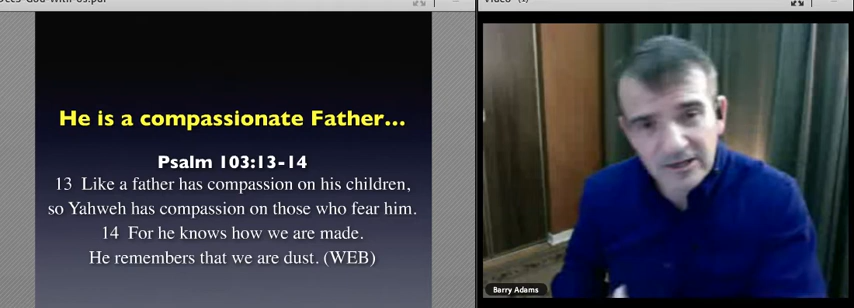 He is a compassionate Father...
Psalm 103:13-14
13 Like a father has compassion on his children,
so Yahweh has compassion on those who fear him.
14 For he knows how we are made.
He remembers that we are dust. (WEB)
Barry Adams